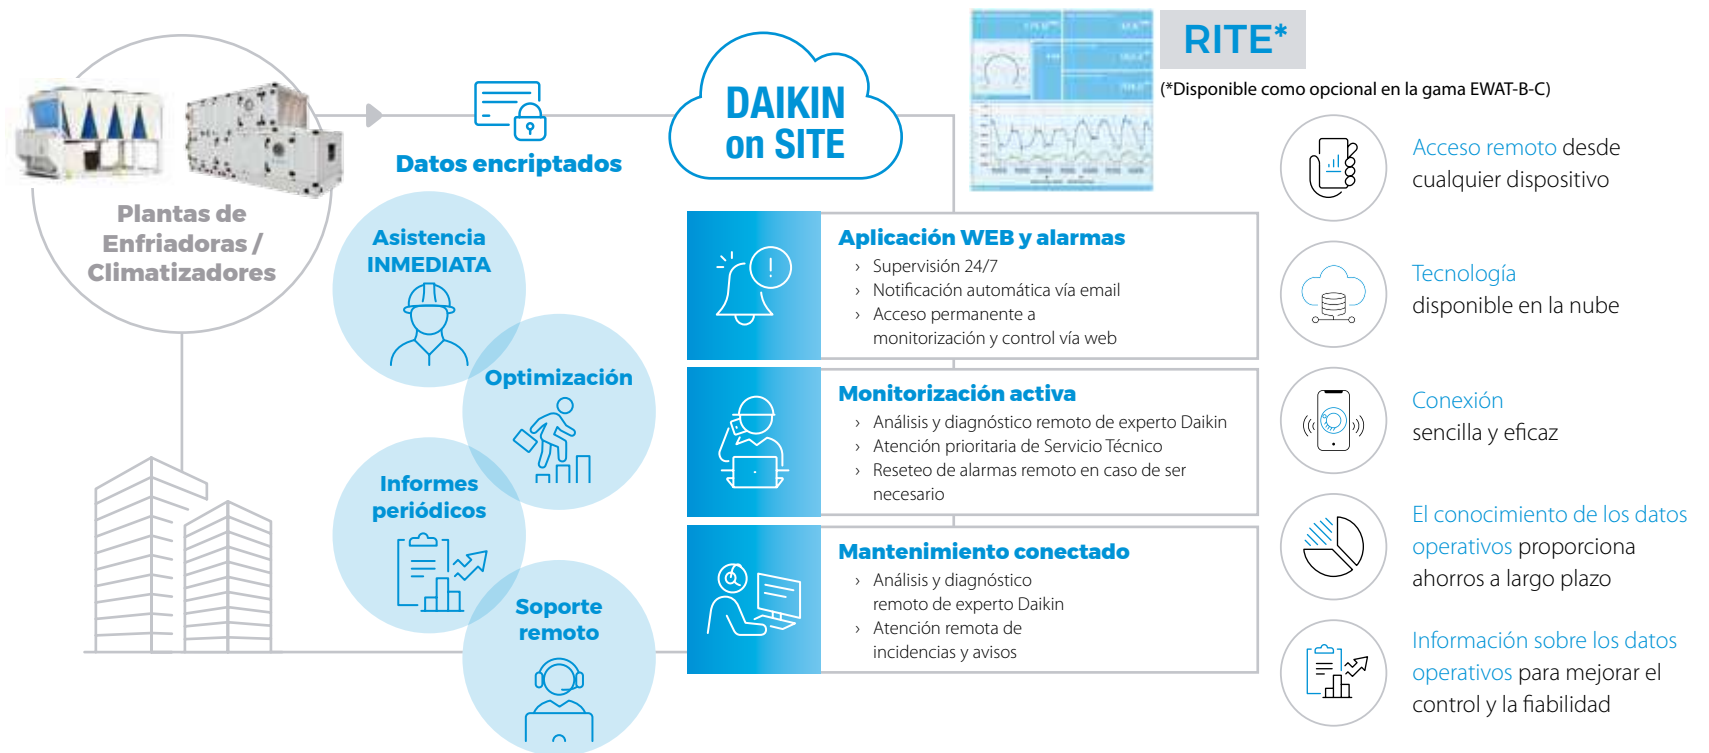 Plantas de
Enfriadoras /
Climatizadores
Datos encriptados
DAIKIN
on SITE
RITE*
(*Disponible como opcional en la gama EWAT-B-C)
Asistencia
INMEDIATA
Optimización
Informes
periódicos
Soporte
remoto
Aplicación WEB y alarmas
› Supervisión 24/7
› Notificación automática vía email
› Acceso permanente a
monitorización y control vía web
Monitorización activa
› Análisis y diagnóstico remoto de experto Daikin
› Atención prioritaria de Servicio Técnico
› Reseteo de alarmas remoto en caso de ser
necesario
Mantenimiento conectado
› Análisis y diagnóstico
remoto de experto Daikin
› Atención remota de
incidencias y avisos
Acceso remoto desde
cualquier dispositivo
Tecnología
disponible en la nube
Conexión
sencilla y eficaz
El conocimiento de los datos
operativos proporciona
ahorros a largo plazo
Información sobre los datos
operativos para mejorar el
control y la fiabilidad